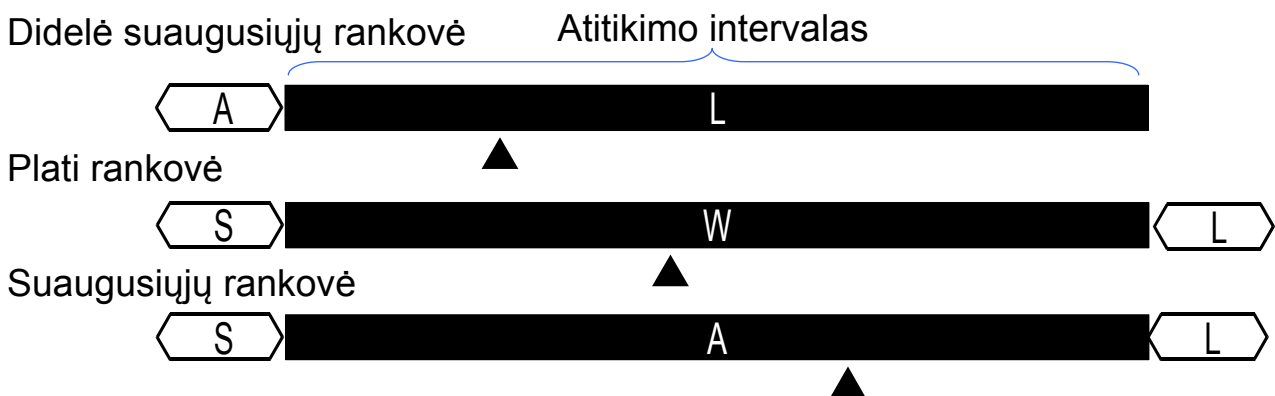 Didelė suaugusiųjų rankovė Atitikimo intervalas
A L
Plati rankovė
S W L
Suaugusiųjų rankovė
S A L